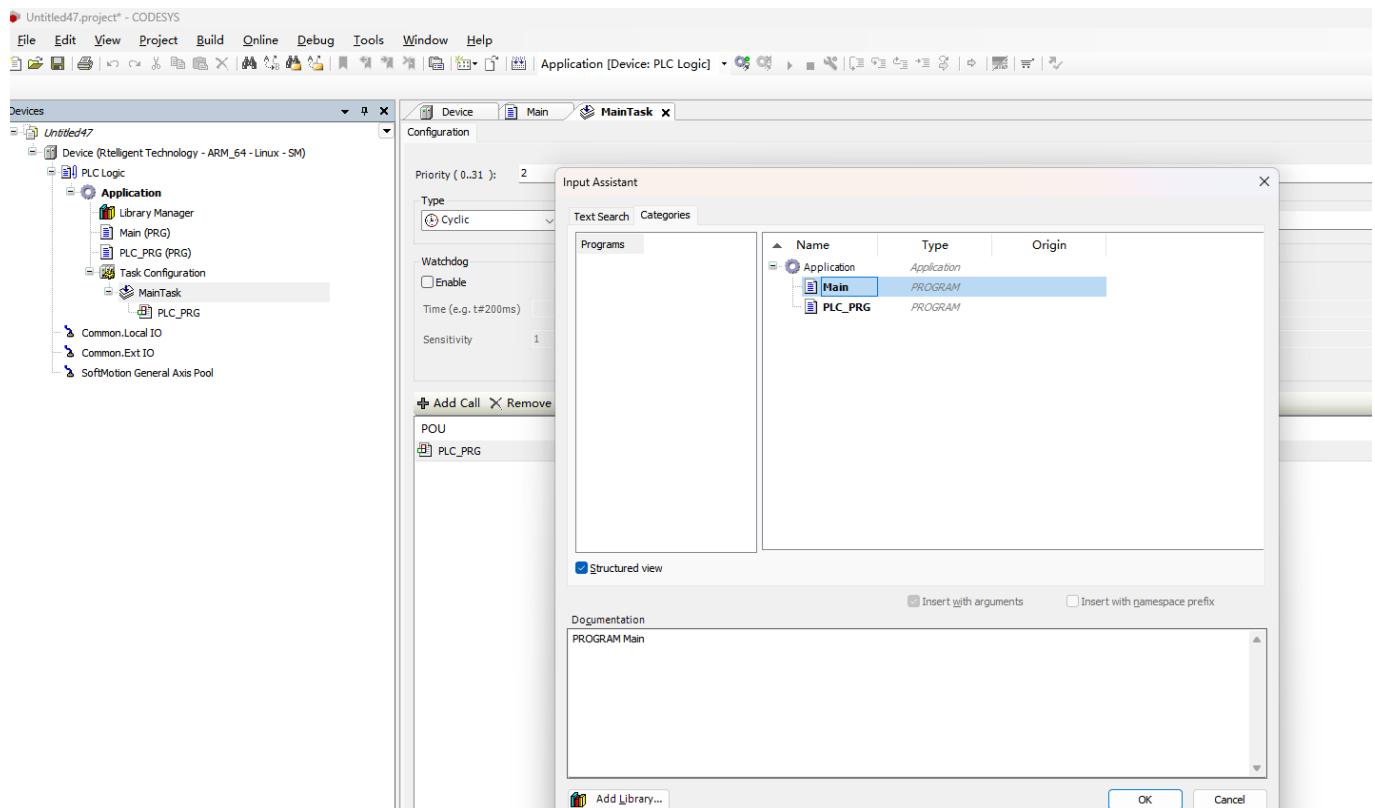 Untitled47.project* - CODESYS
File Edit View Project Build Online Debug Tools Window Help
Application [Device: PLC Logic]
Devices
Untitled47
Device (Rtelligent Technology - ARM_64 - Linux - SM)
PLC Logic
Application
Library Manager
Main (PRG)
PLC_PRG (PRG)
Task Configuration
MainTask
PLC_PRG
Common.Local IO
Common.Ext IO
SoftMotion General Axis Pool
Device Main MainTask
Configuration
Priority ( 0..31 ): 2
Type
Cyclic
Watchdog
Enable
Time (e.g. t#200ms)
Sensitivity 1
Add Call Remove
POU
PLC_PRG
Input Assistant
Text Search Categories
Programs
Name Type Origin
Application Application
Main PROGRAM
PLC_PRG PROGRAM
Structured view
Insert with arguments Insert with namespace prefix
Documentation
PROGRAM Main
Add Library...
OK Cancel